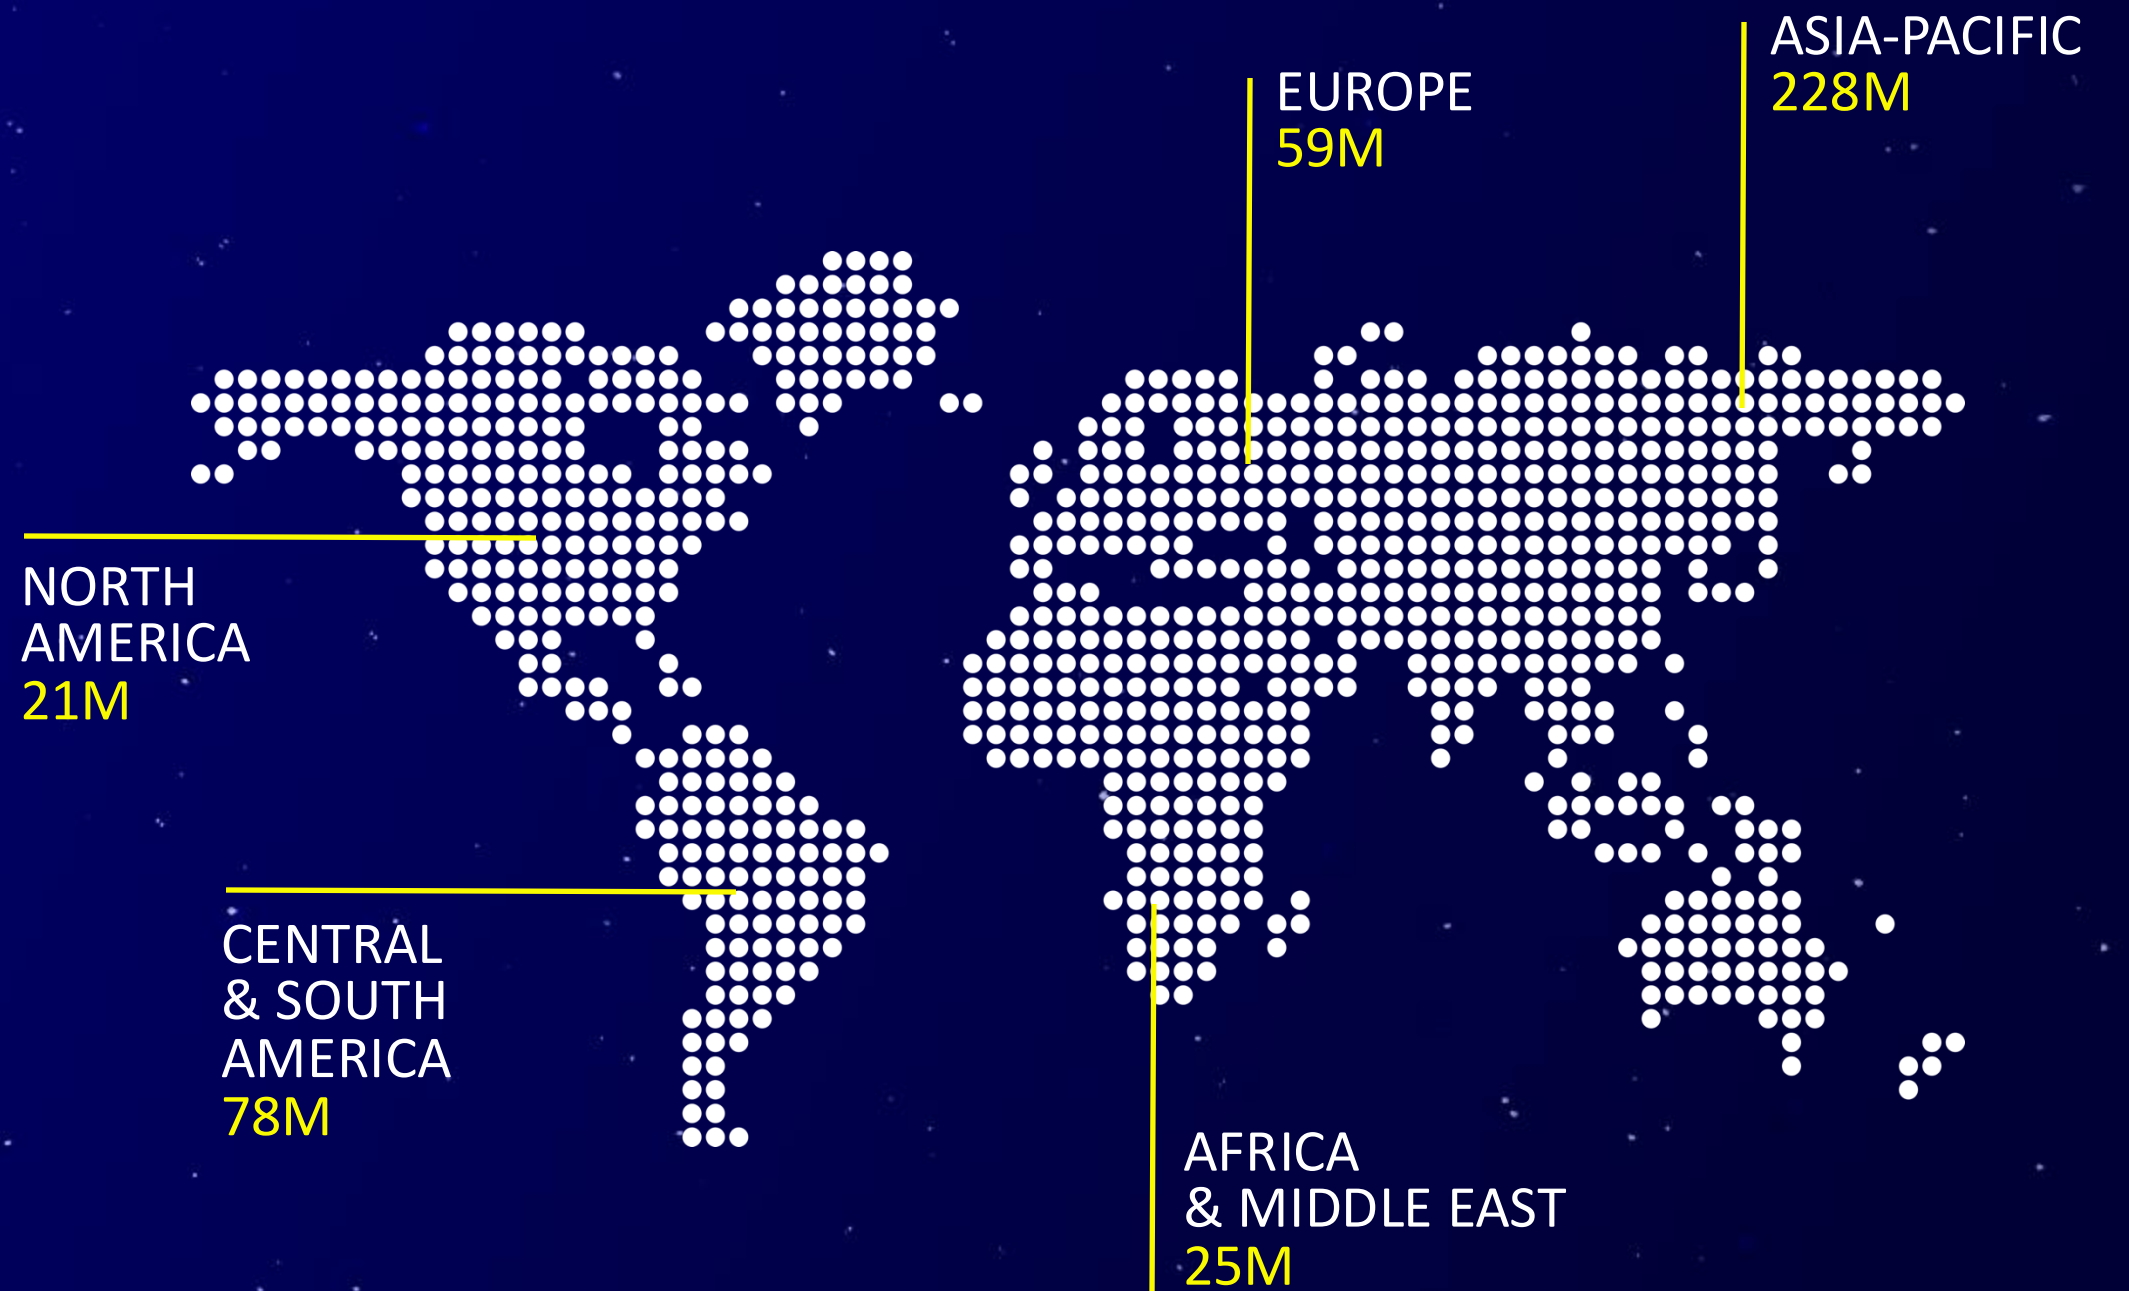 ASIA-PACIFIC
228M
EUROPE
59M
NORTH
AMERICA
21M
CENTRAL
& SOUTH
AMERICA
78M
AFRICA
& MIDDLE EAST
25M